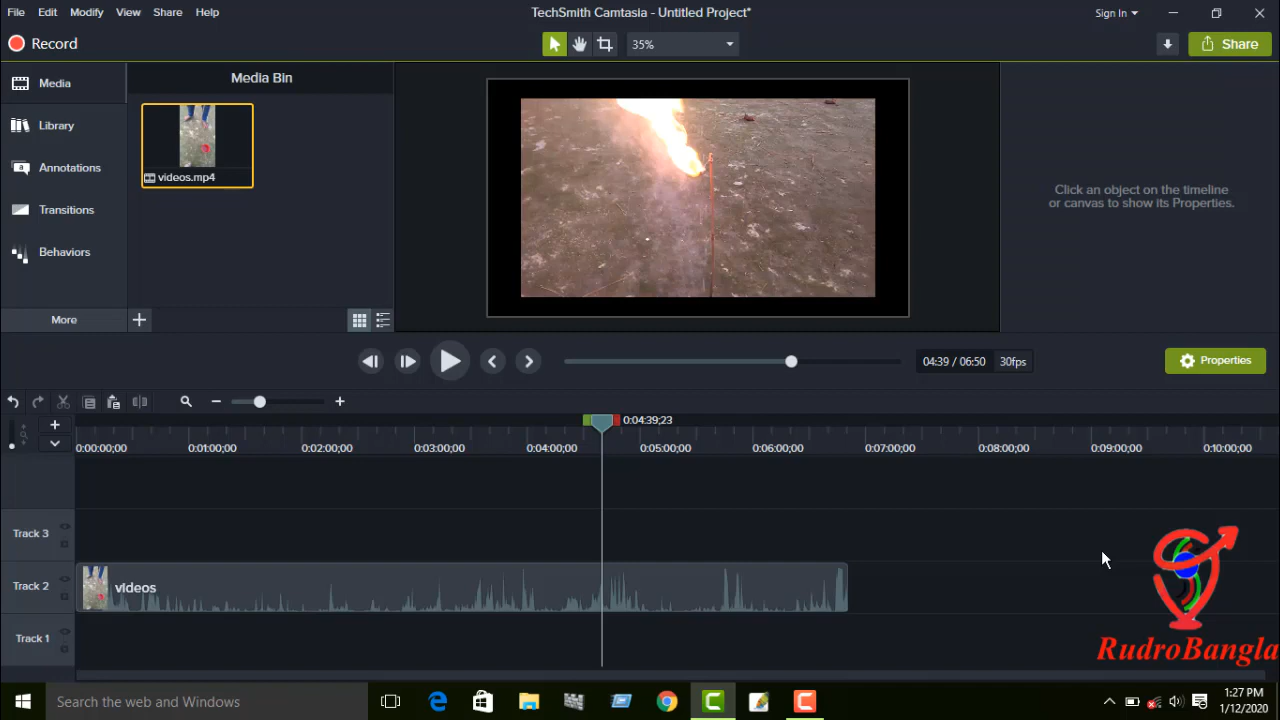 File Edit Modify View Share Help
TechSmith Camtasia - Untitled Project*
Sign In
Record
35%
Share
Media
Library
Annotations
Transitions
Behaviors
More
Media Bin
videos.mp4
Click an object on the timeline
or canvas to show its Properties.
04:39 / 06:50 30fps
Properties
0:04:39;23
0:00:00;00 0:01:00;00 0:02:00;00 0:03:00;00 0:04:00;00 0:05:00;00 0:06:00;00 0:07:00;00 0:08:00;00 0:09:00;00 0:10:00;00
Track 3
Track 2
videos
Track 1
RudroBangla
Search the web and Windows
1:27 PM
1/12/2020